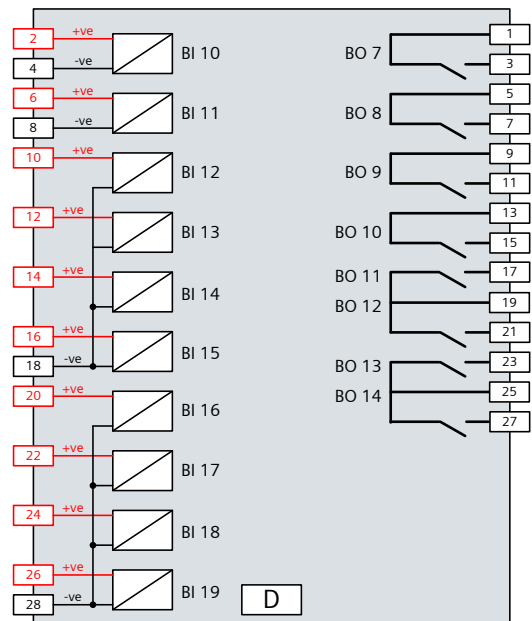 2 +ve BI 10
4 -ve
6 +ve BI 11
8 -ve
10 +ve BI 12
12 +ve BI 13
14 +ve BI 14
16 +ve BI 15
18 -ve
20 +ve BI 16
22 +ve BI 17
24 +ve BI 18
26 +ve BI 19
28 -ve
D
BO 7 1
3
BO 8 5
7
BO 9 9
11
BO 10 13
15
BO 11 17
BO 12 19
21
BO 13 23
BO 14 25
27